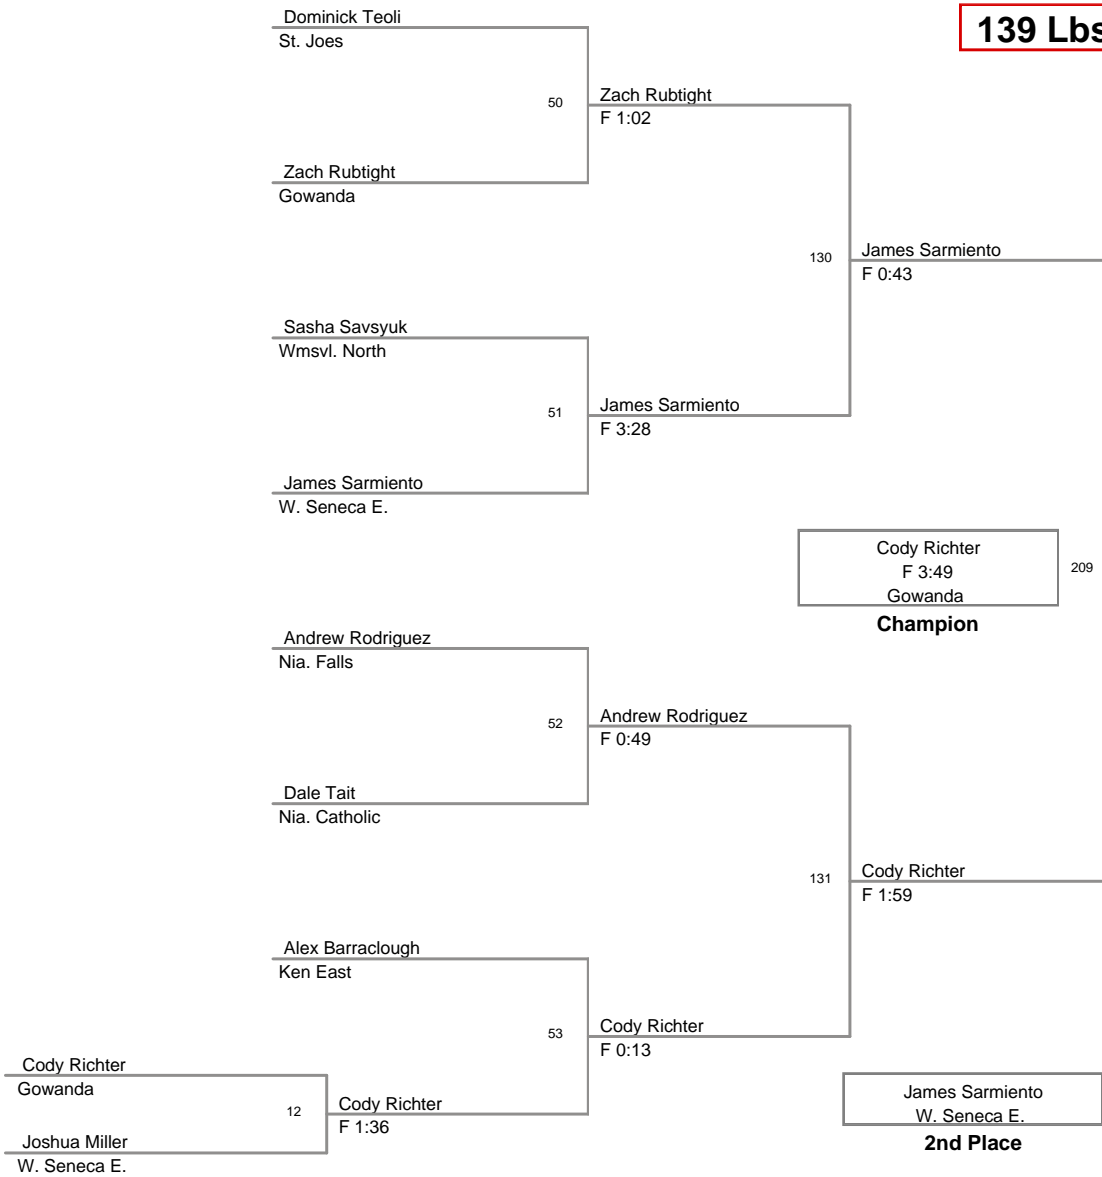 Dominick Teoli
St. Joes
139 Lbs
50
Zach Rubtight
F 1:02
Zach Rubtight
Gowanda
130
James Sarmiento
F 0:43
Sasha Savsyuk
Wmsvl. North
51
James Sarmiento
F 3:28
James Sarmiento
W. Seneca E.
Cody Richter
F 3:49
Gowanda
209
Champion
Andrew Rodriguez
Nia. Falls
52
Andrew Rodriguez
F 0:49
Dale Tait
Nia. Catholic
131
Cody Richter
F 1:59
Alex Barraclough
Ken East
53
Cody Richter
F 0:13
Cody Richter
Gowanda
12
Cody Richter
F 1:36
Joshua Miller
W. Seneca E.
James Sarmiento
W. Seneca E.
2nd Place